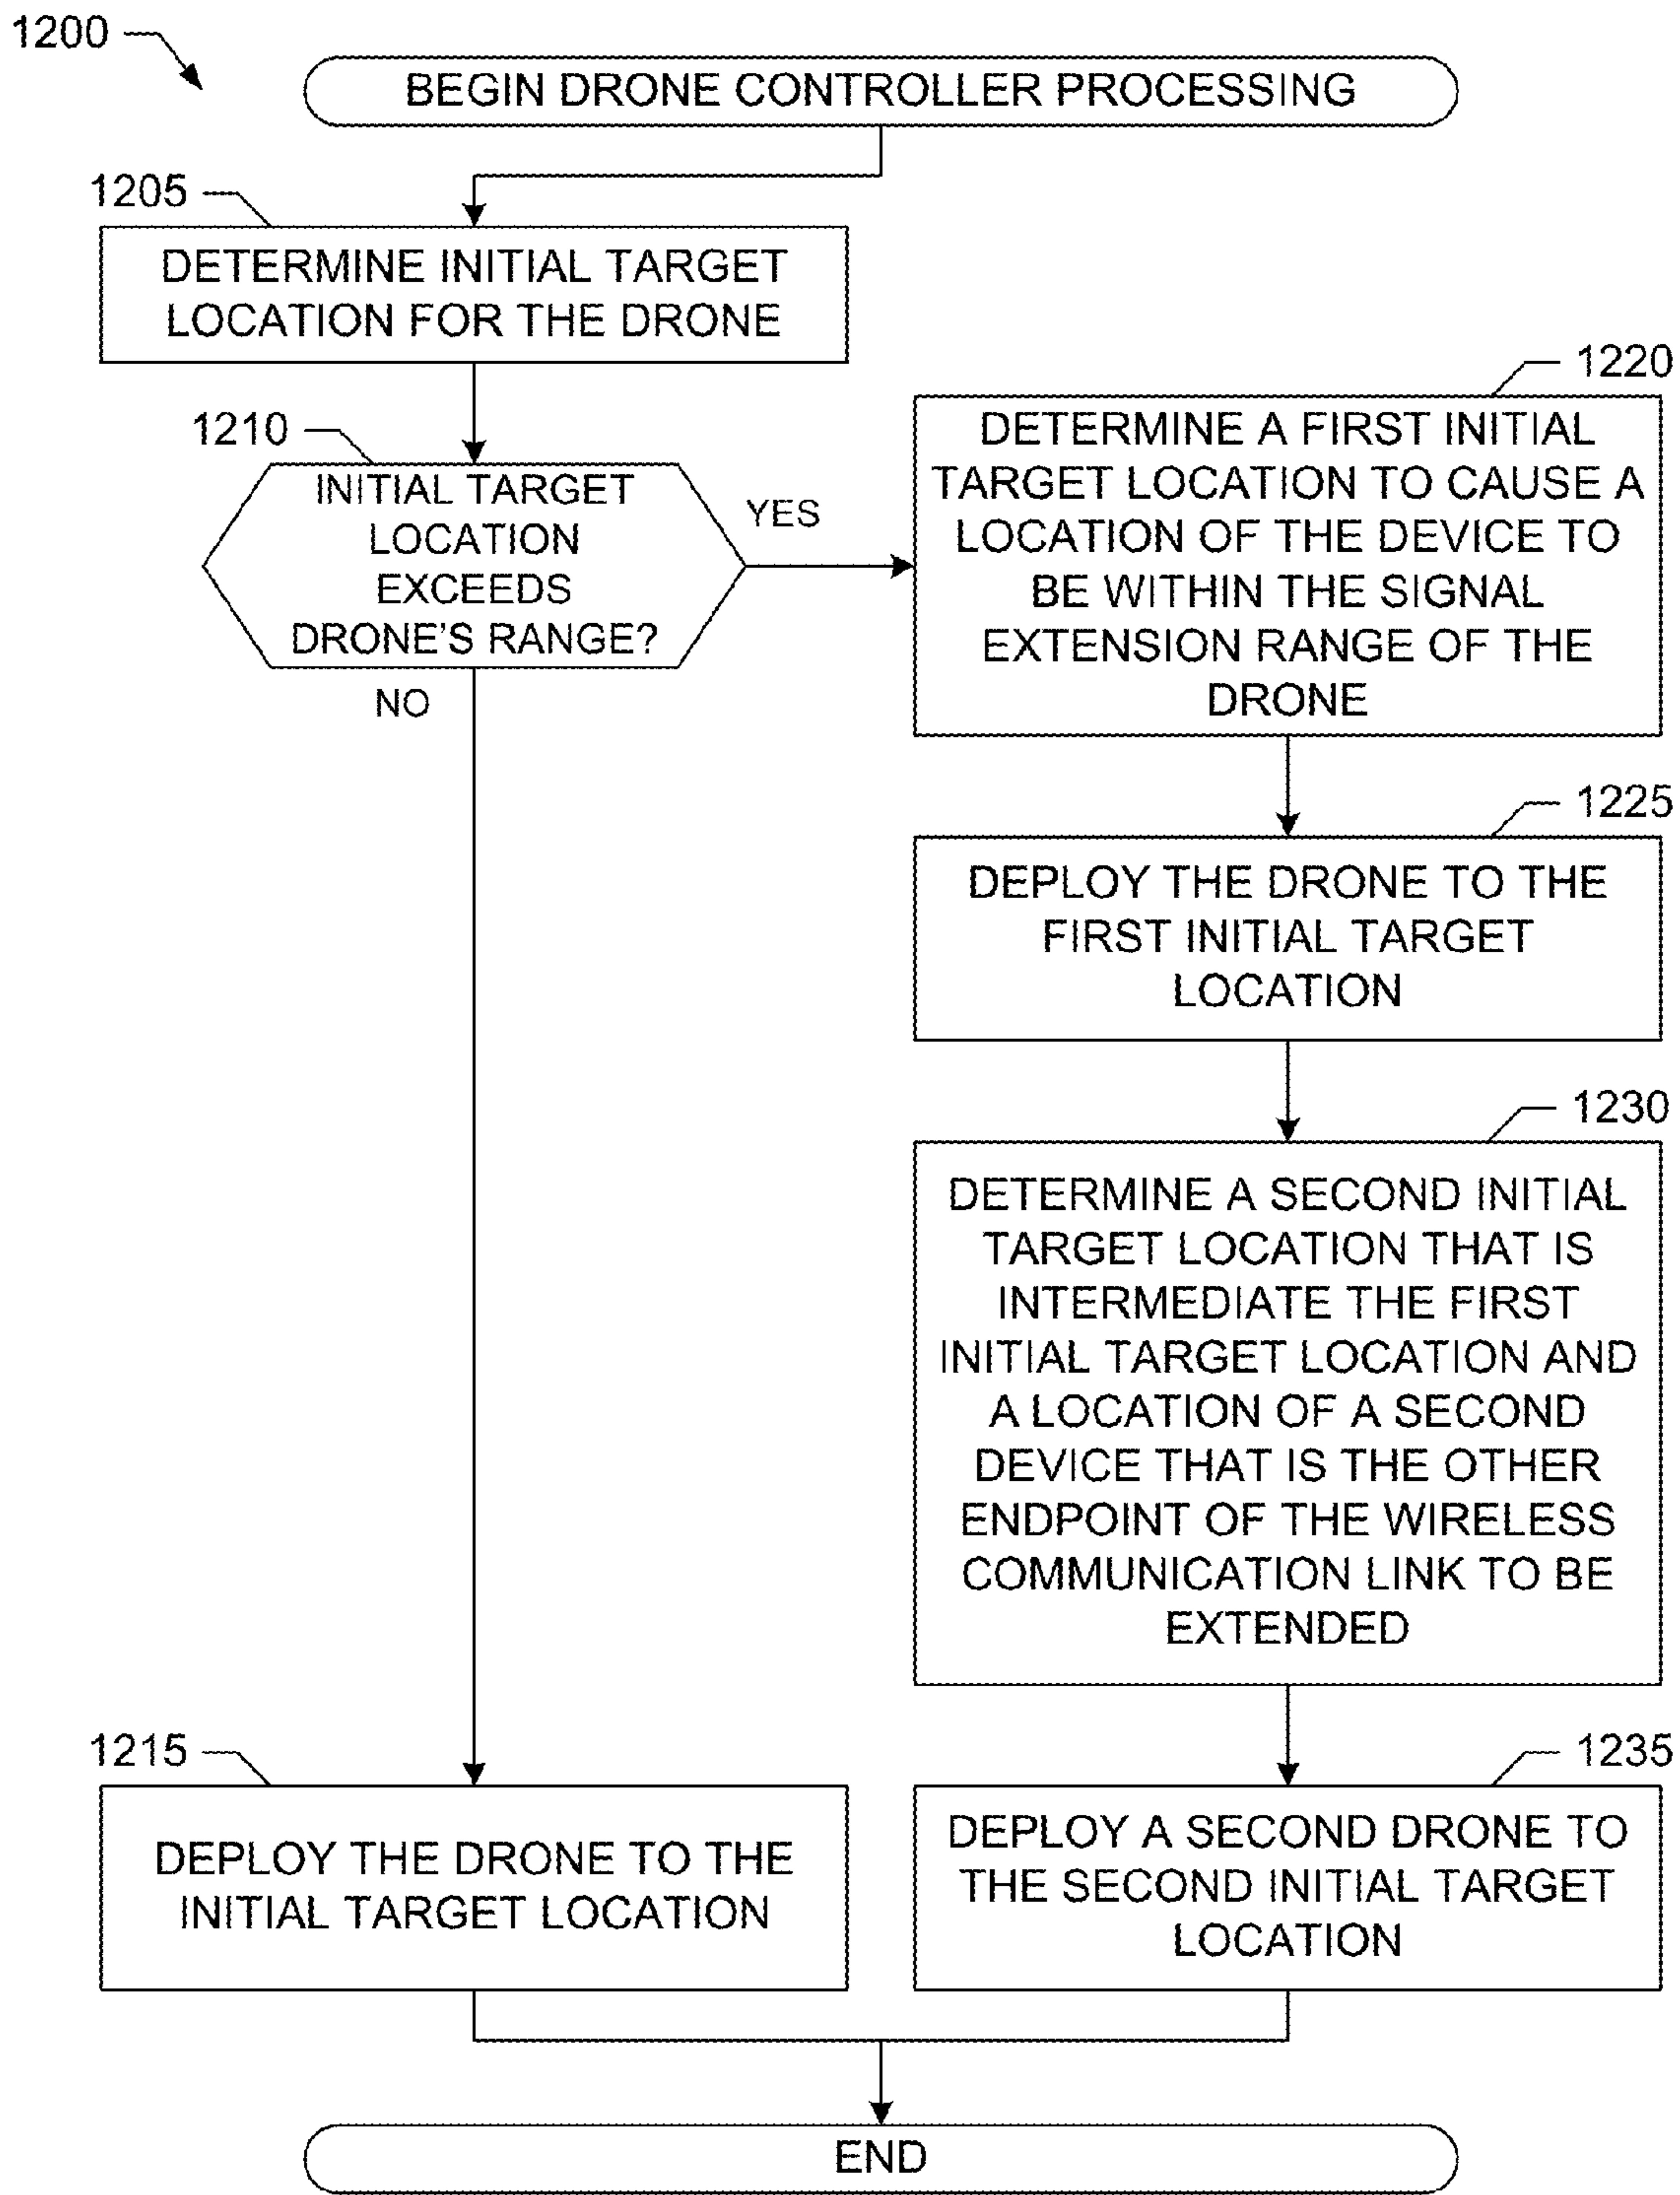 1200
BEGIN DRONE CONTROLLER PROCESSING
1205
DETERMINE INITIAL TARGET
LOCATION FOR THE DRONE
1210
INITIAL TARGET
LOCATION
EXCEEDS
DRONE'S RANGE?
YES
NO
1220
DETERMINE A FIRST INITIAL
TARGET LOCATION TO CAUSE A
LOCATION OF THE DEVICE TO
BE WITHIN THE SIGNAL
EXTENSION RANGE OF THE
DRONE
1225
DEPLOY THE DRONE TO THE
FIRST INITIAL TARGET
LOCATION
1230
DETERMINE A SECOND INITIAL
TARGET LOCATION THAT IS
INTERMEDIATE THE FIRST
INITIAL TARGET LOCATION AND
A LOCATION OF A SECOND
DEVICE THAT IS THE OTHER
ENDPOINT OF THE WIRELESS
COMMUNICATION LINK TO BE
EXTENDED
1215
DEPLOY THE DRONE TO THE
INITIAL TARGET LOCATION
1235
DEPLOY A SECOND DRONE TO
THE SECOND INITIAL TARGET
LOCATION
END